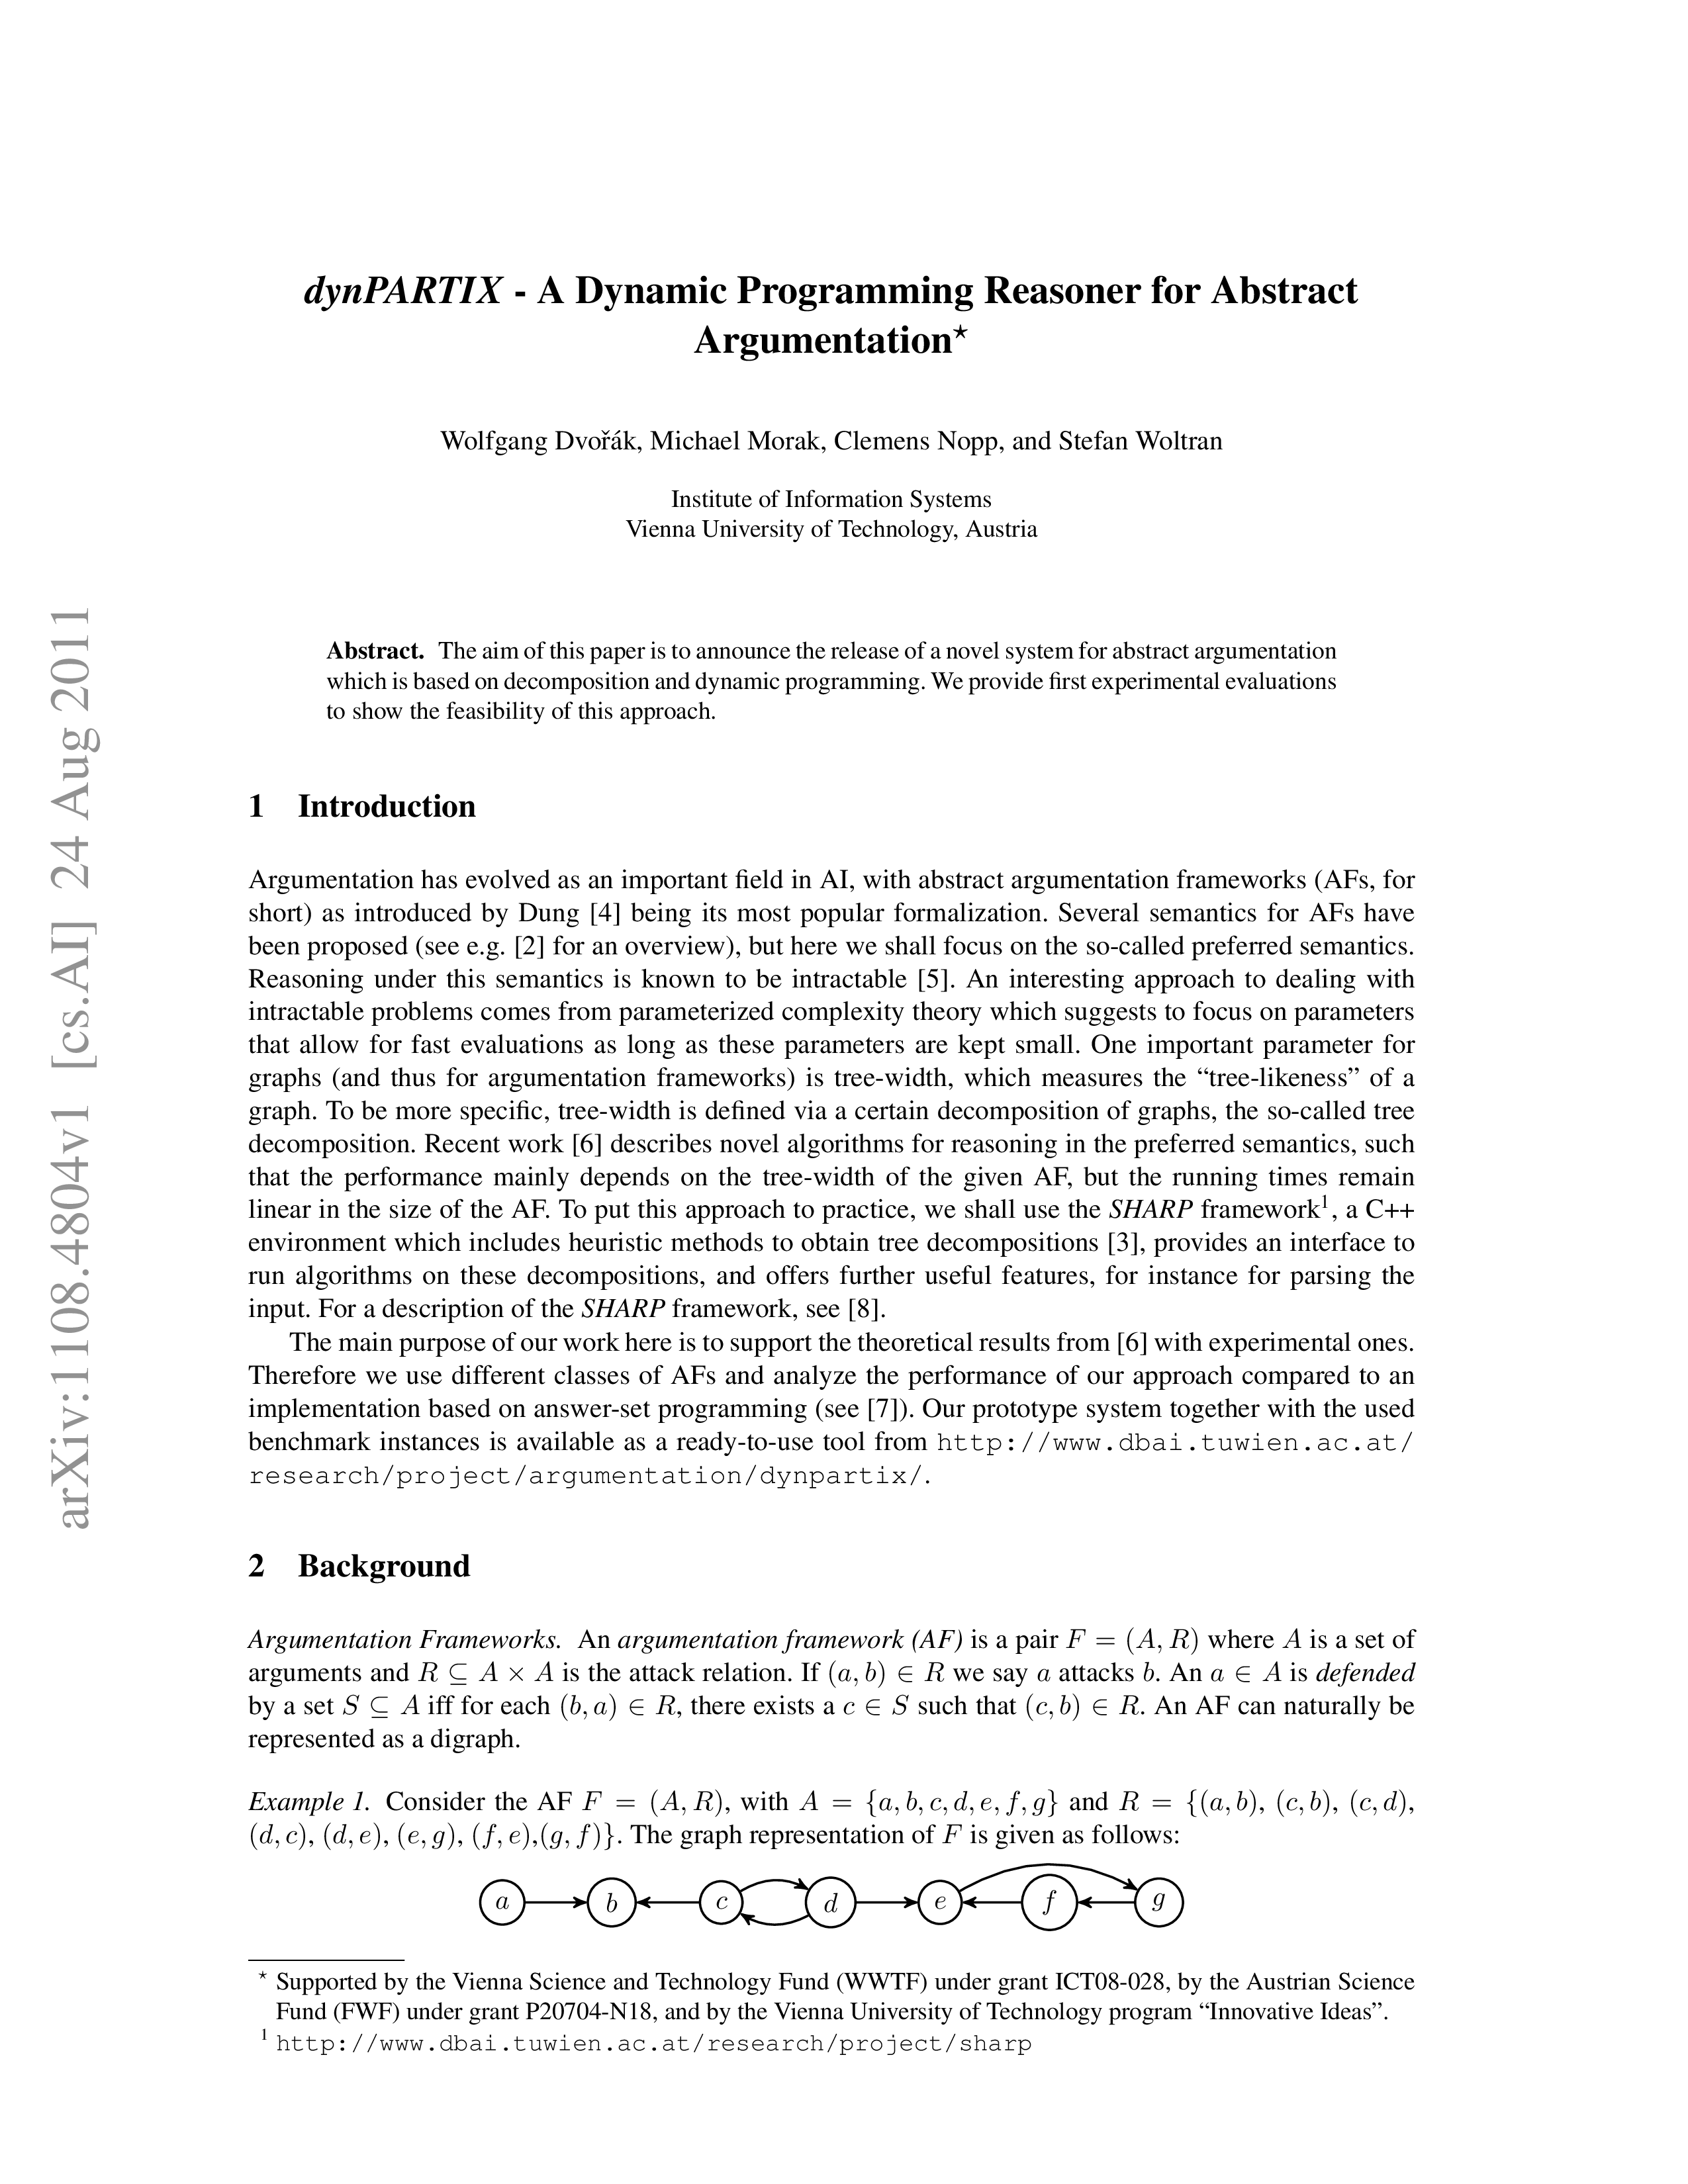 dynPARTIX - A Dynamic Programming Reasoner for Abstract
Argumentation⋆
Wolfgang Dvořák, Michael Morak, Clemens Nopp, and Stefan Woltran
Institute of Information Systems
Vienna University of Technology, Austria
Abstract. The aim of this paper is to announce the release of a novel system for abstract argumentation
which is based on decomposition and dynamic programming. We provide first experimental evaluations
to show the feasibility of this approach.
1 Introduction
Argumentation has evolved as an important field in AI, with abstract argumentation frameworks (AFs, for
short) as introduced by Dung [4] being its most popular formalization. Several semantics for AFs have
been proposed (see e.g. [2] for an overview), but here we shall focus on the so-called preferred semantics.
Reasoning under this semantics is known to be intractable [5]. An interesting approach to dealing with
intractable problems comes from parameterized complexity theory which suggests to focus on parameters
that allow for fast evaluations as long as these parameters are kept small. One important parameter for
graphs (and thus for argumentation frameworks) is tree-width, which measures the “tree-likeness” of a
graph. To be more specific, tree-width is defined via a certain decomposition of graphs, the so-called tree
decomposition. Recent work [6] describes novel algorithms for reasoning in the preferred semantics, such
that the performance mainly depends on the tree-width of the given AF, but the running times remain
linear in the size of the AF. To put this approach to practice, we shall use the SHARP framework¹, a C++
environment which includes heuristic methods to obtain tree decompositions [3], provides an interface to
run algorithms on these decompositions, and offers further useful features, for instance for parsing the
input. For a description of the SHARP framework, see [8].
The main purpose of our work here is to support the theoretical results from [6] with experimental ones.
Therefore we use different classes of AFs and analyze the performance of our approach compared to an
implementation based on answer-set programming (see [7]). Our prototype system together with the used
benchmark instances is available as a ready-to-use tool from http://www.dbai.tuwien.ac.at/
research/project/argumentation/dynpartix/.
2 Background
Argumentation Frameworks. An argumentation framework (AF) is a pair F = (A, R) where A is a set of
arguments and R ⊆ A × A is the attack relation. If (a, b) ∈ R we say a attacks b. An a ∈ A is defended
by a set S ⊆ A iff for each (b, a) ∈ R, there exists a c ∈ S such that (c, b) ∈ R. An AF can naturally be
represented as a digraph.
Example 1. Consider the AF F = (A, R), with A = {a, b, c, d, e, f, g} and R = {(a, b), (c, b), (c, d),
(d, c), (d, e), (e, g), (f, e),(g, f)}. The graph representation of F is given as follows:
a b c d e f g
⋆ Supported by the Vienna Science and Technology Fund (WWTF) under grant ICT08-028, by the Austrian Science
Fund (FWF) under grant P20704-N18, and by the Vienna University of Technology program “Innovative Ideas”.
¹ http://www.dbai.tuwien.ac.at/research/project/sharp
arXiv:1108.4804v1 [cs.AI] 24 Aug 2011